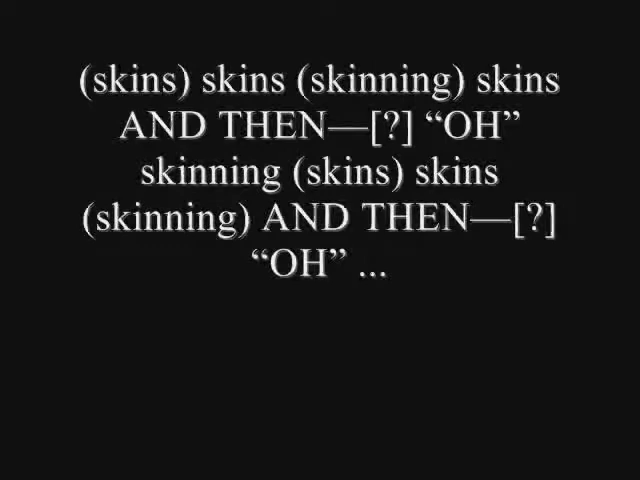 (skins) skins (skinning) skins
AND THEN—[?] “OH”
skinning (skins) skins
(skinning) AND THEN—[?]
“OH” ...